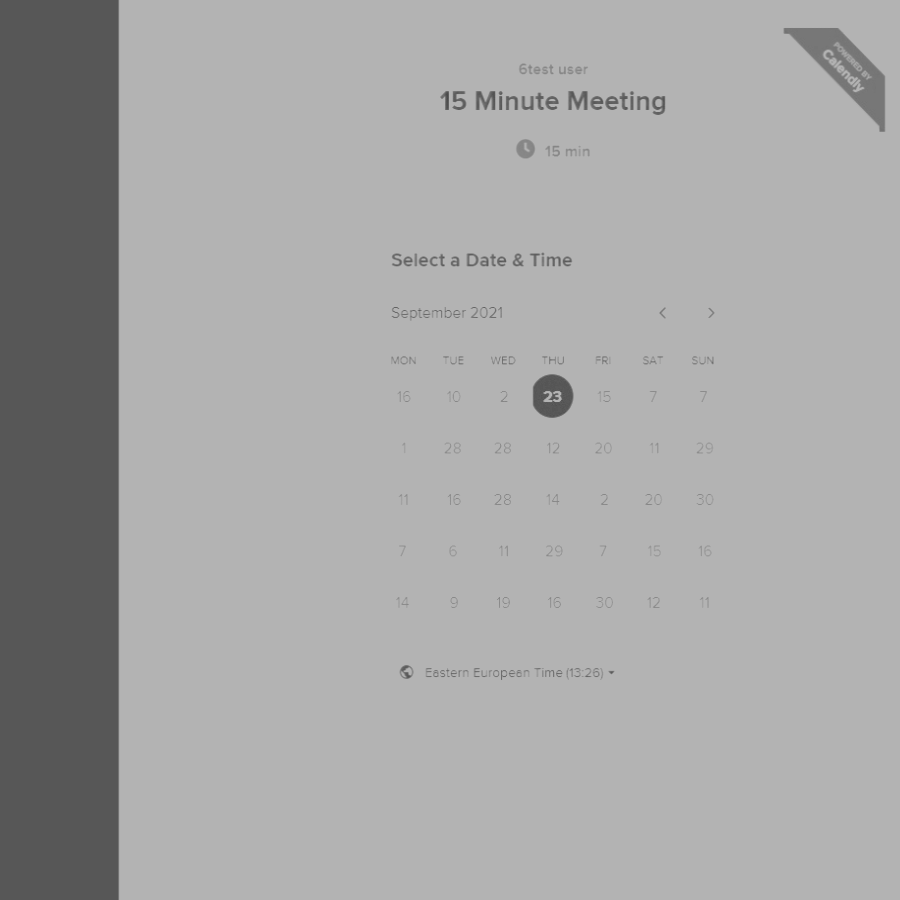 POWERED BY
Calendly
6test user
15 Minute Meeting
15 min
Select a Date & Time
September 2021
MON TUE WED THU FRI SAT SUN
16 10 2 23 15 7 7
1 28 28 12 20 11 29
11 16 28 14 2 20 30
7 6 11 29 7 15 16
14 9 19 16 30 12 11
Eastern European Time (13:26)